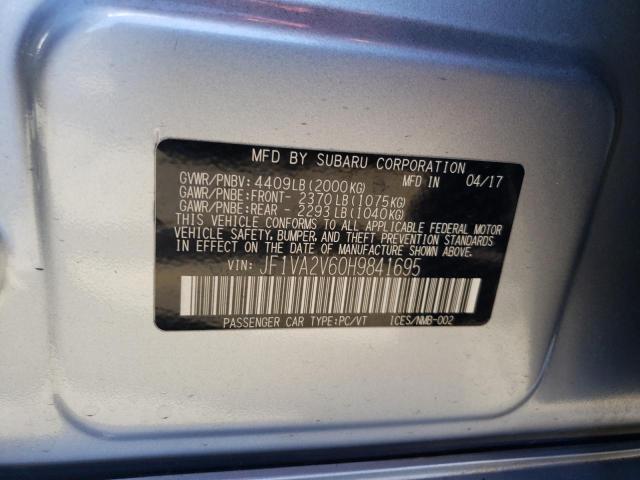 MFD BY SUBARU CORPORATION
GVWR/PNBV: 4409LB(2000KG) MFD IN 04/17
GAWR/PNBE:FRONT- 2370LB(1075KG)
GAWR/PNBE:REAR - 2293LB(1040KG)
THIS VEHICLE CONFORMS TO ALL APPLICABLE FEDERAL MOTOR
VEHICLE SAFETY, BUMPER, AND THEFT PREVENTION STANDARDS
IN EFFECT ON THE DATE OF MANUFACTURE SHOWN ABOVE.
VIN: JF1VA2V60H9841695
PASSENGER CAR TYPE:PC/VT ICES/NMB-002